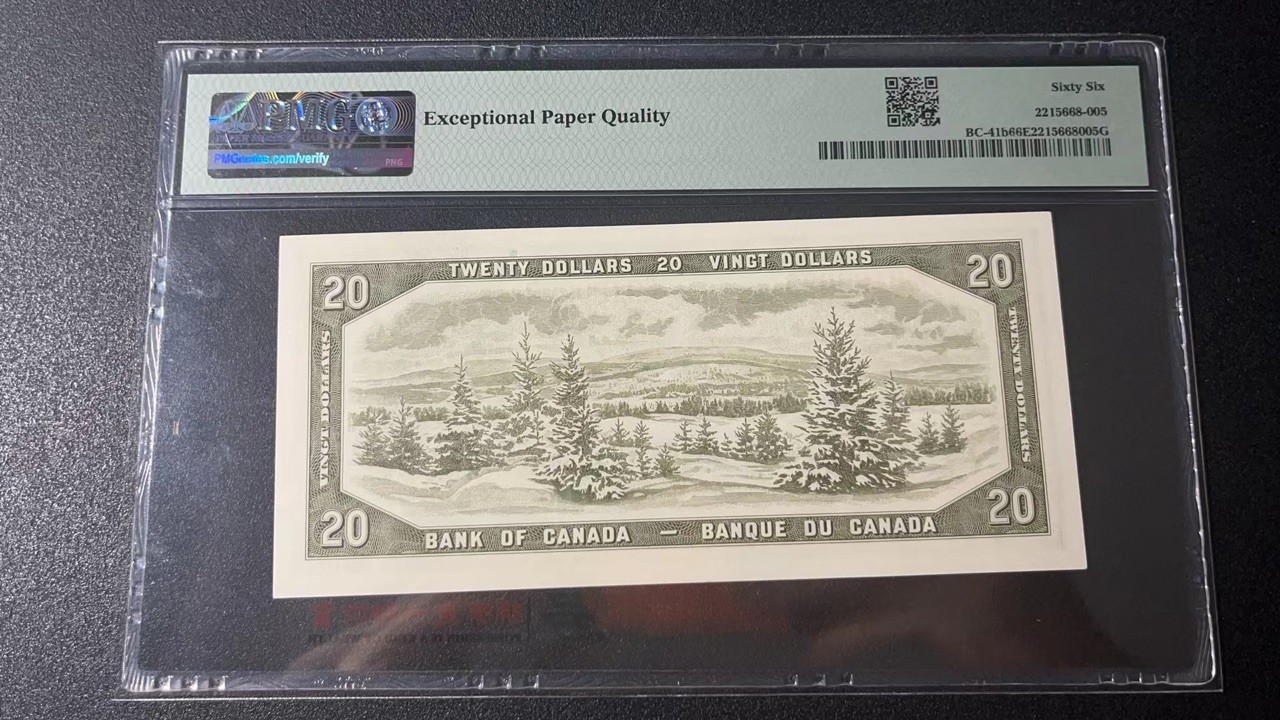 PMG
PMGnotes.com/verify
PNG
Exceptional Paper Quality
Sixty Six
2215668-005
BC-41b66E2215668005G
TWENTY DOLLARS 20 VINGT DOLLARS
20
20
VINGT DOLLARS
TWENTY DOLLARS
20
20
BANK OF CANADA — BANQUE DU CANADA